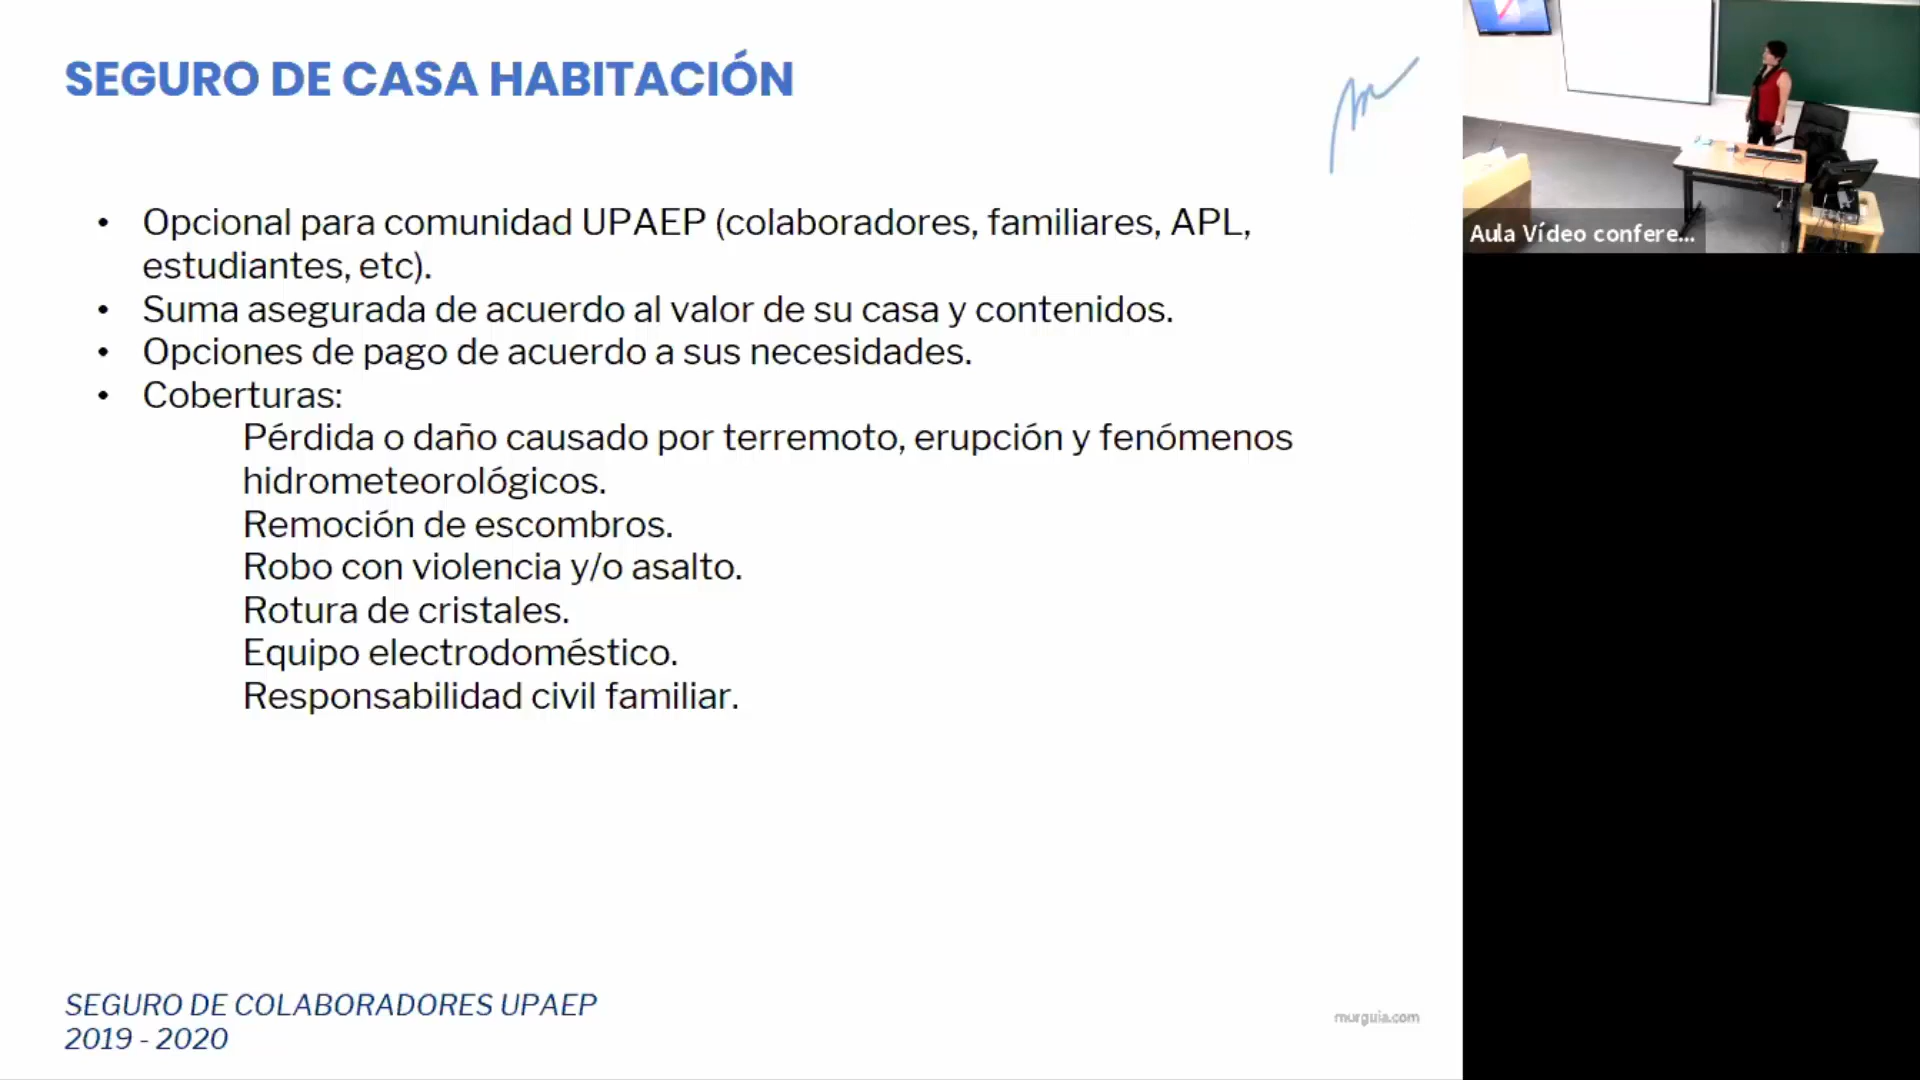 SEGURO DE CASA HABITACIÓN
• Opcional para comunidad UPAEP (colaboradores, familiares, APL,
estudiantes, etc).
• Suma asegurada de acuerdo al valor de su casa y contenidos.
• Opciones de pago de acuerdo a sus necesidades.
• Coberturas:
Pérdida o daño causado por terremoto, erupción y fenómenos
hidrometeorológicos.
Remoción de escombros.
Robo con violencia y/o asalto.
Rotura de cristales.
Equipo electrodoméstico.
Responsabilidad civil familiar.
SEGURO DE COLABORADORES UPAEP
2019 - 2020
murguia.com
Aula Vídeo confere...